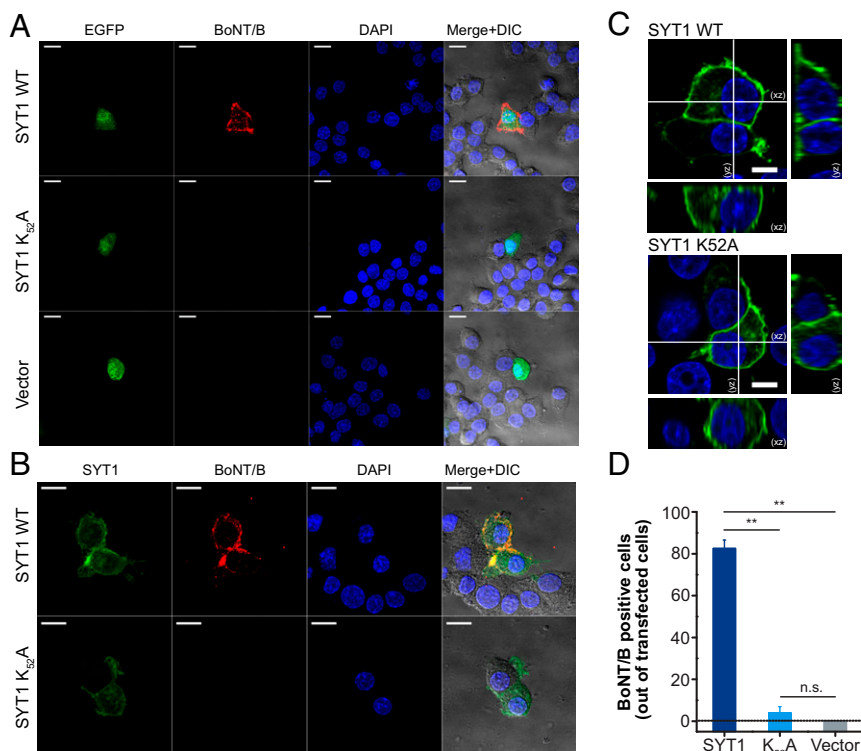 A
EGFP BoNT/B DAPI Merge+DIC
SYT1 WT
SYT1 K52A
Vector
B
SYT1 BoNT/B DAPI Merge+DIC
SYT1 WT
SYT1 K52A
C
SYT1 WT
(xz)
(yz)
(yz)
(xz)
SYT1 K52A
(xz)
(yz)
(yz)
(xz)
D
BoNT/B positive cells
(out of transfected cells)
100
80
60
40
20
0
**
**
n.s.
SYT1 Vector